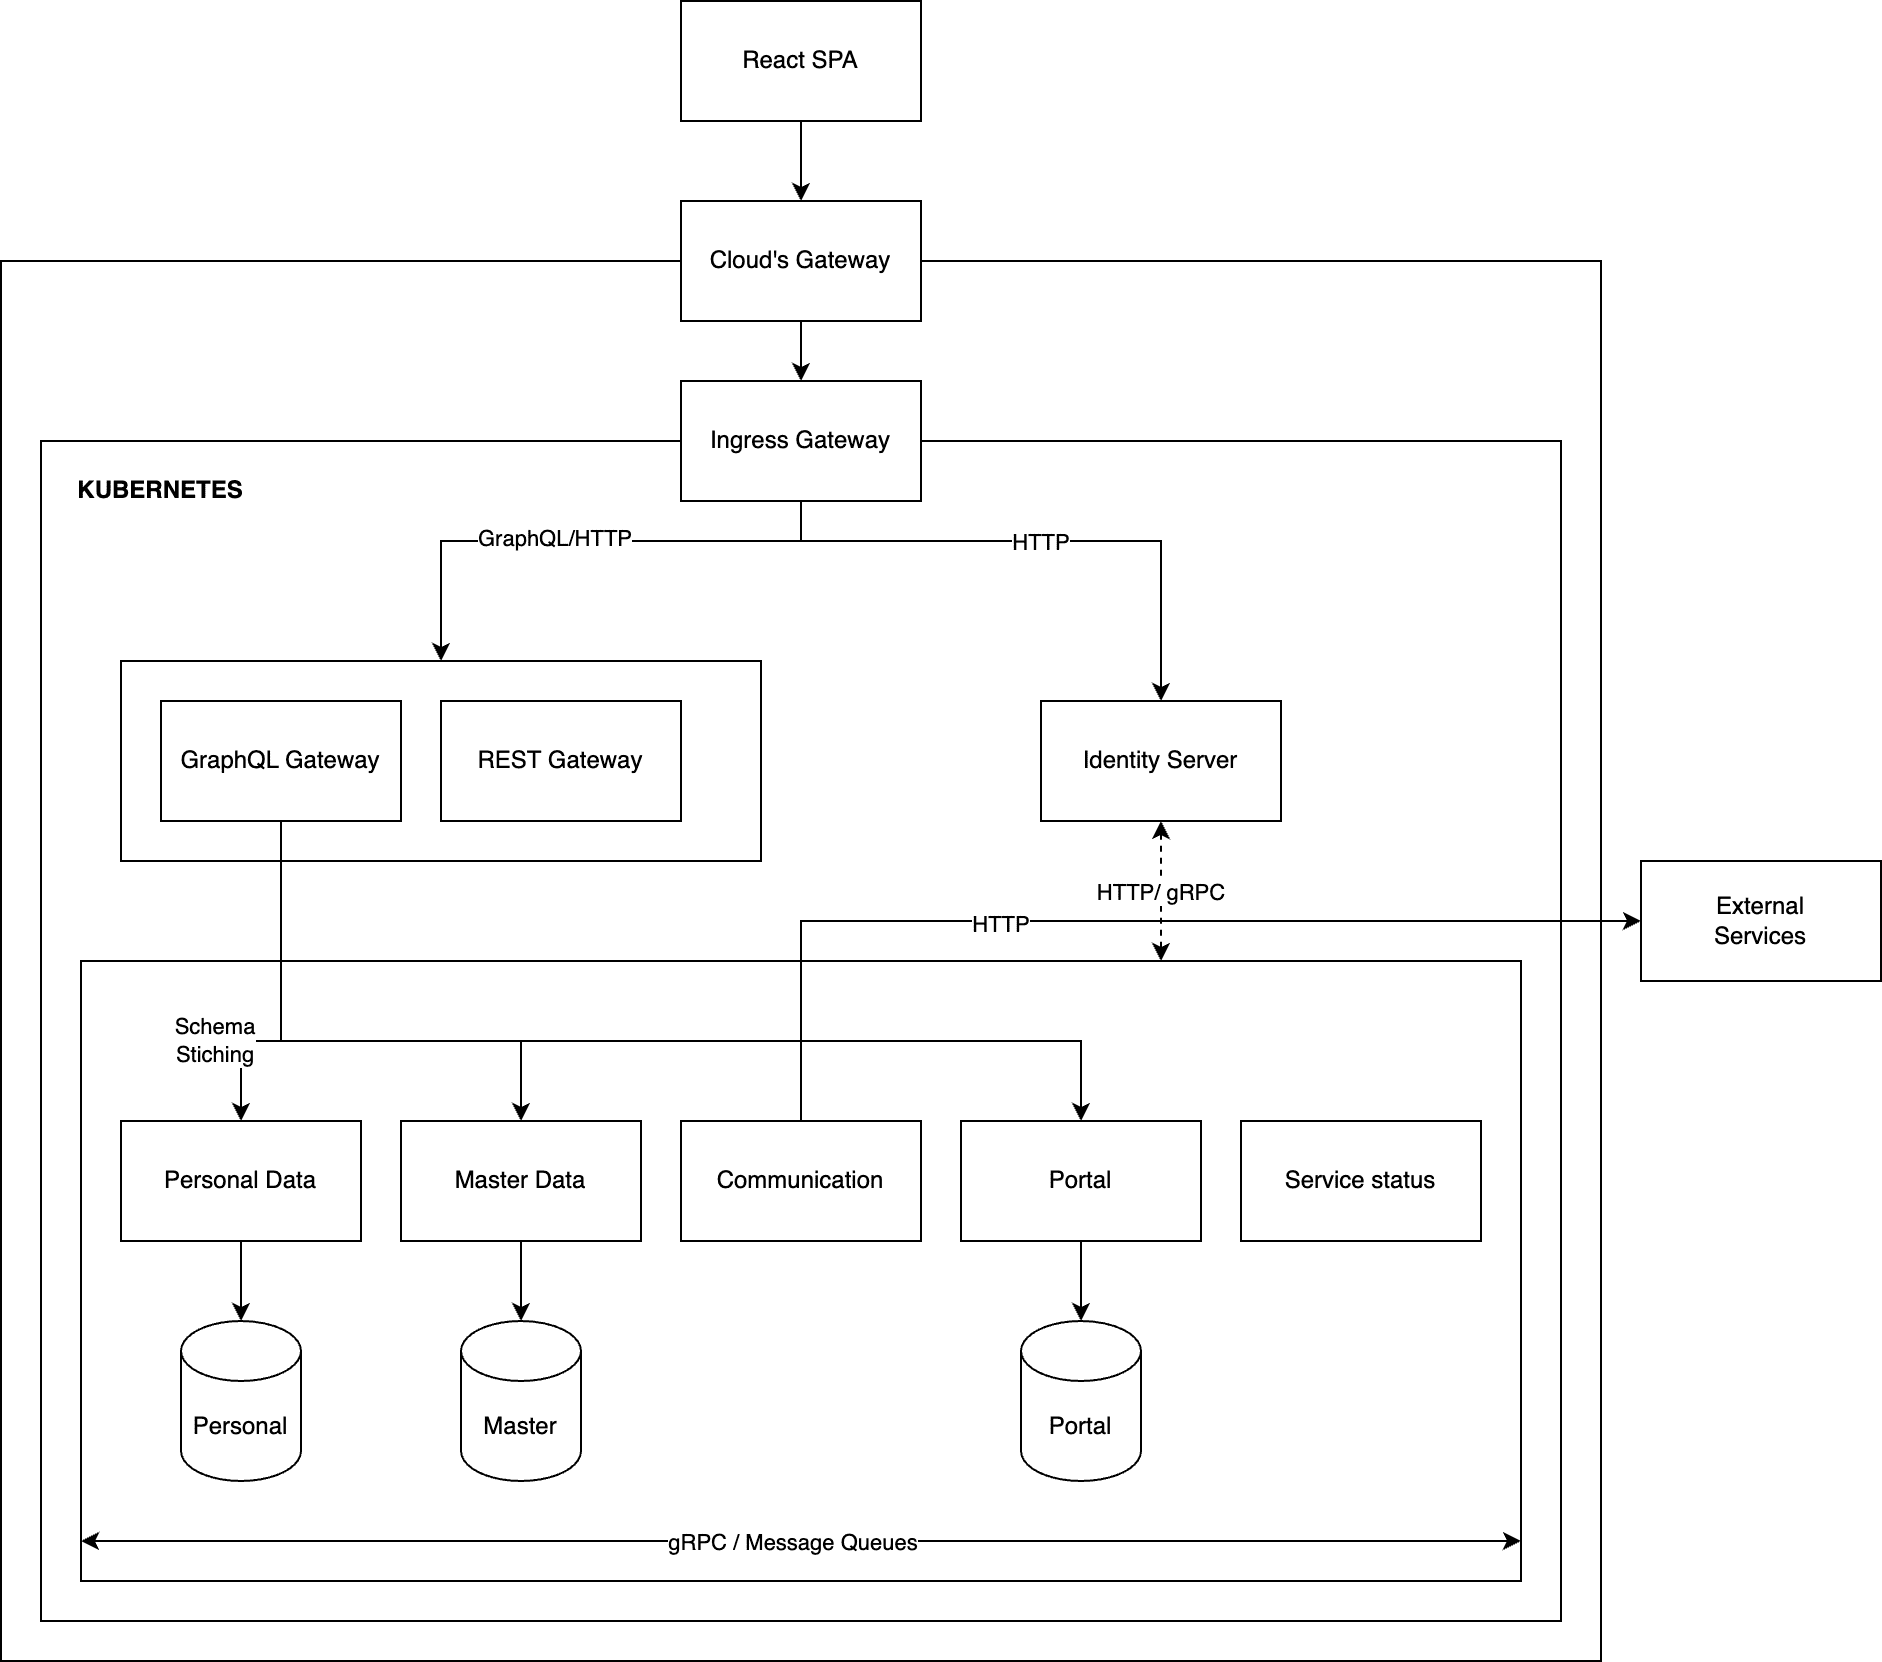 React SPA
Cloud's Gateway
Ingress Gateway
KUBERNETES
GraphQL/HTTP
HTTP
GraphQL Gateway
REST Gateway
Identity Server
HTTP/ gRPC
HTTP
External
Services
Schema
Stiching
Personal Data
Master Data
Communication
Portal
Service status
Personal
Master
Portal
gRPC / Message Queues